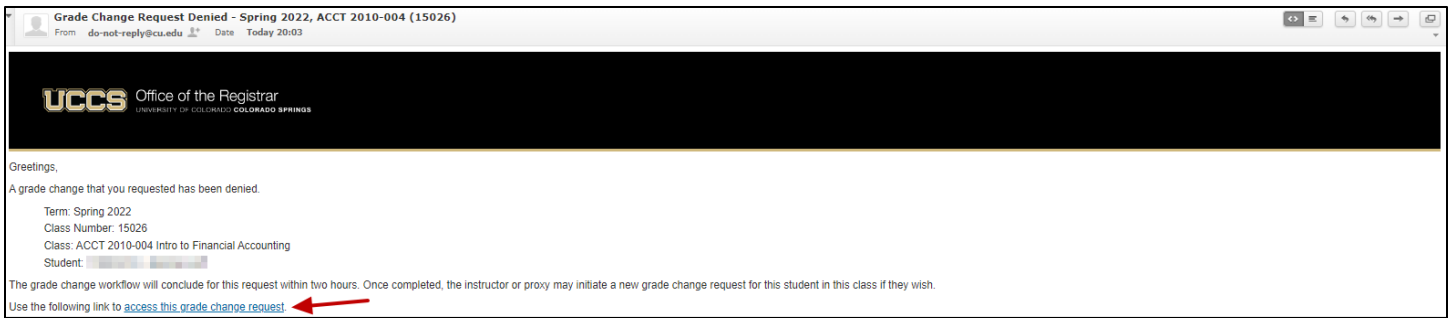 Grade Change Request Denied - Spring 2022, ACCT 2010-004 (15026)
From do-not-reply@cu.edu Date Today 20:03
UCCS Office of the Registrar
UNIVERSITY OF COLORADO COLORADO SPRINGS
Greetings,
A grade change that you requested has been denied.
Term: Spring 2022
Class Number: 15026
Class: ACCT 2010-004 Intro to Financial Accounting
Student:
The grade change workflow will conclude for this request within two hours. Once completed, the instructor or proxy may initiate a new grade change request for this student in this class if they wish.
Use the following link to access this grade change request.